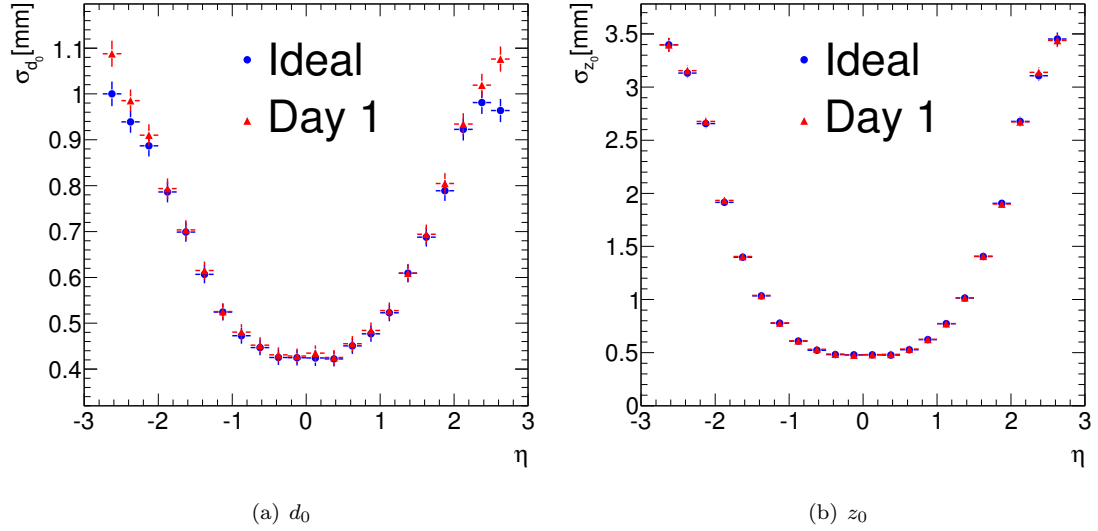 σd0[mm]
1.1
1
0.9
0.8
0.7
0.6
0.5
0.4
-3 -2 -1 0 1 2 3
η
Ideal
Day 1
(a) d0
σz0[mm]
3.5
3
2.5
2
1.5
1
0.5
0
-3 -2 -1 0 1 2 3
η
Ideal
Day 1
(b) z0